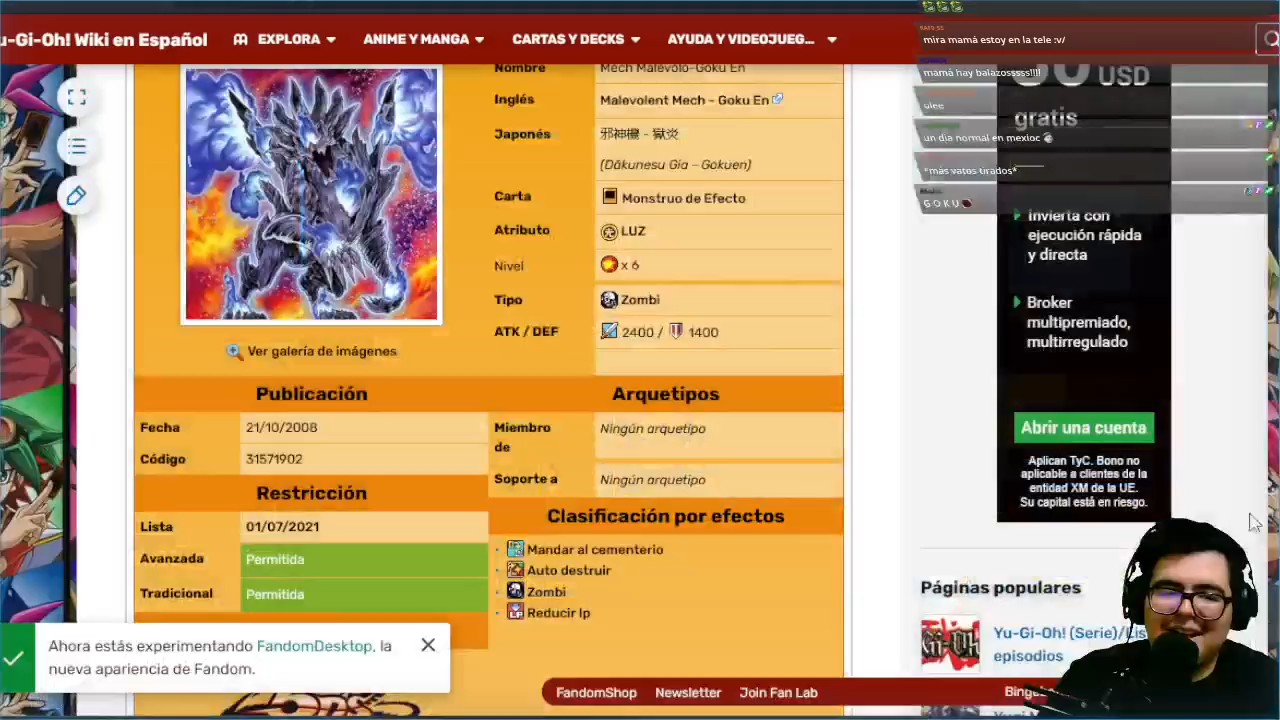 u-Gi-Oh! Wiki en Español
EXPLORA
ANIME Y MANGA
CARTAS Y DECKS
AYUDA Y VIDEOJUEG...
mira mamá estoy en la tele :v/
mamá hay balazosssss!!!!
ulee
un dia normal en mexioc
*más vatos tirados*
G O K U
Nombre
Mech Malévolo-Goku En
Inglés
Malevolent Mech - Goku En
Japonés
邪神機 - 獄炎
(Dākunesu Gia - Gokuen)
Carta
Monstruo de Efecto
Atributo
LUZ
Nivel
x 6
Tipo
Zombi
ATK / DEF
2400 / 1400
Ver galería de imágenes
Publicación
Fecha
21/10/2008
Código
31571902
Restricción
Lista
01/07/2021
Avanzada
Permitida
Tradicional
Permitida
Arquetipos
Miembro de
Ningún arquetipo
Soporte a
Ningún arquetipo
Clasificación por efectos
Mandar al cementerio
Auto destruir
Zombi
Reducir lp
USD
gratis
Invierta con
ejecución rápida
y directa
Broker
multipremiado,
multirregulado
Abrir una cuenta
Aplican TyC. Bono no
aplicable a clientes de la
entidad XM de la UE.
Su capital está en riesgo.
Páginas populares
Yu-Gi-Oh! (Serie)/Lis
episodios
Ahora estás experimentando FandomDesktop, la
nueva apariencia de Fandom.
FandomShop
Newsletter
Join Fan Lab